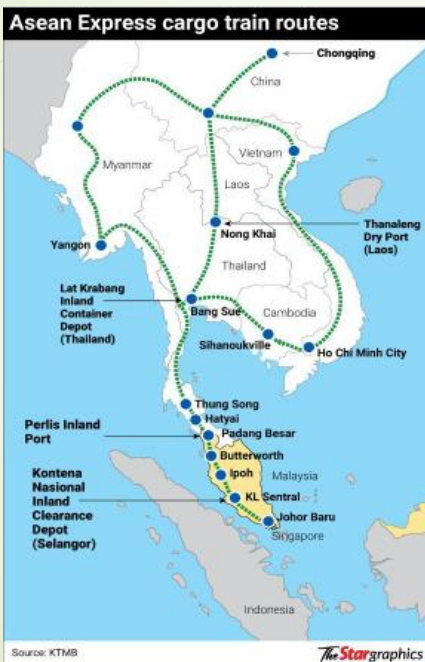 Asean Express cargo train routes
Chongqing
China
Vietnam
Myanmar
Laos
Thanaleng
Dry Port
(Laos)
Nong Khai
Yangon
Thailand
Lat Krabang
Inland
Container
Depot
(Thailand)
Bang Sue
Cambodia
Sihanoukville
Ho Chi Minh City
Thung Song
Hatyai
Perlis Inland
Port
Padang Besar
Butterworth
Kontena
Nasional
Inland
Clearance
Depot
(Selangor)
Ipoh
Malaysia
KL Sentral
Johor Baru
Singapore
Indonesia
Source: KTMB
TheStargraphics